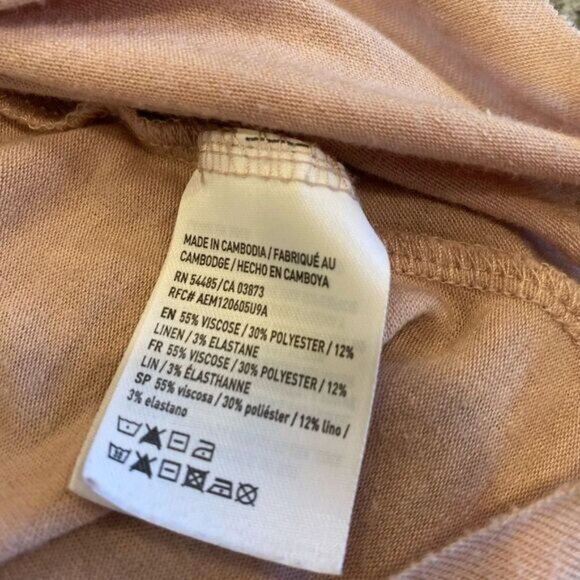 MADE IN CAMBODIA / FABRIQUÉ AU
CAMBODGE / HECHO EN CAMBOYA
RN 54485 / CA 03873
RFC# AEM120605U9A
EN 55% VISCOSE / 30% POLYESTER / 12%
LINEN / 3% ELASTANE
FR 55% VISCOSE / 30% POLYESTER / 12%
LIN / 3% ÉLASTHANNE
SP 55% viscosa / 30% poliéster / 12% lino /
3% elastano